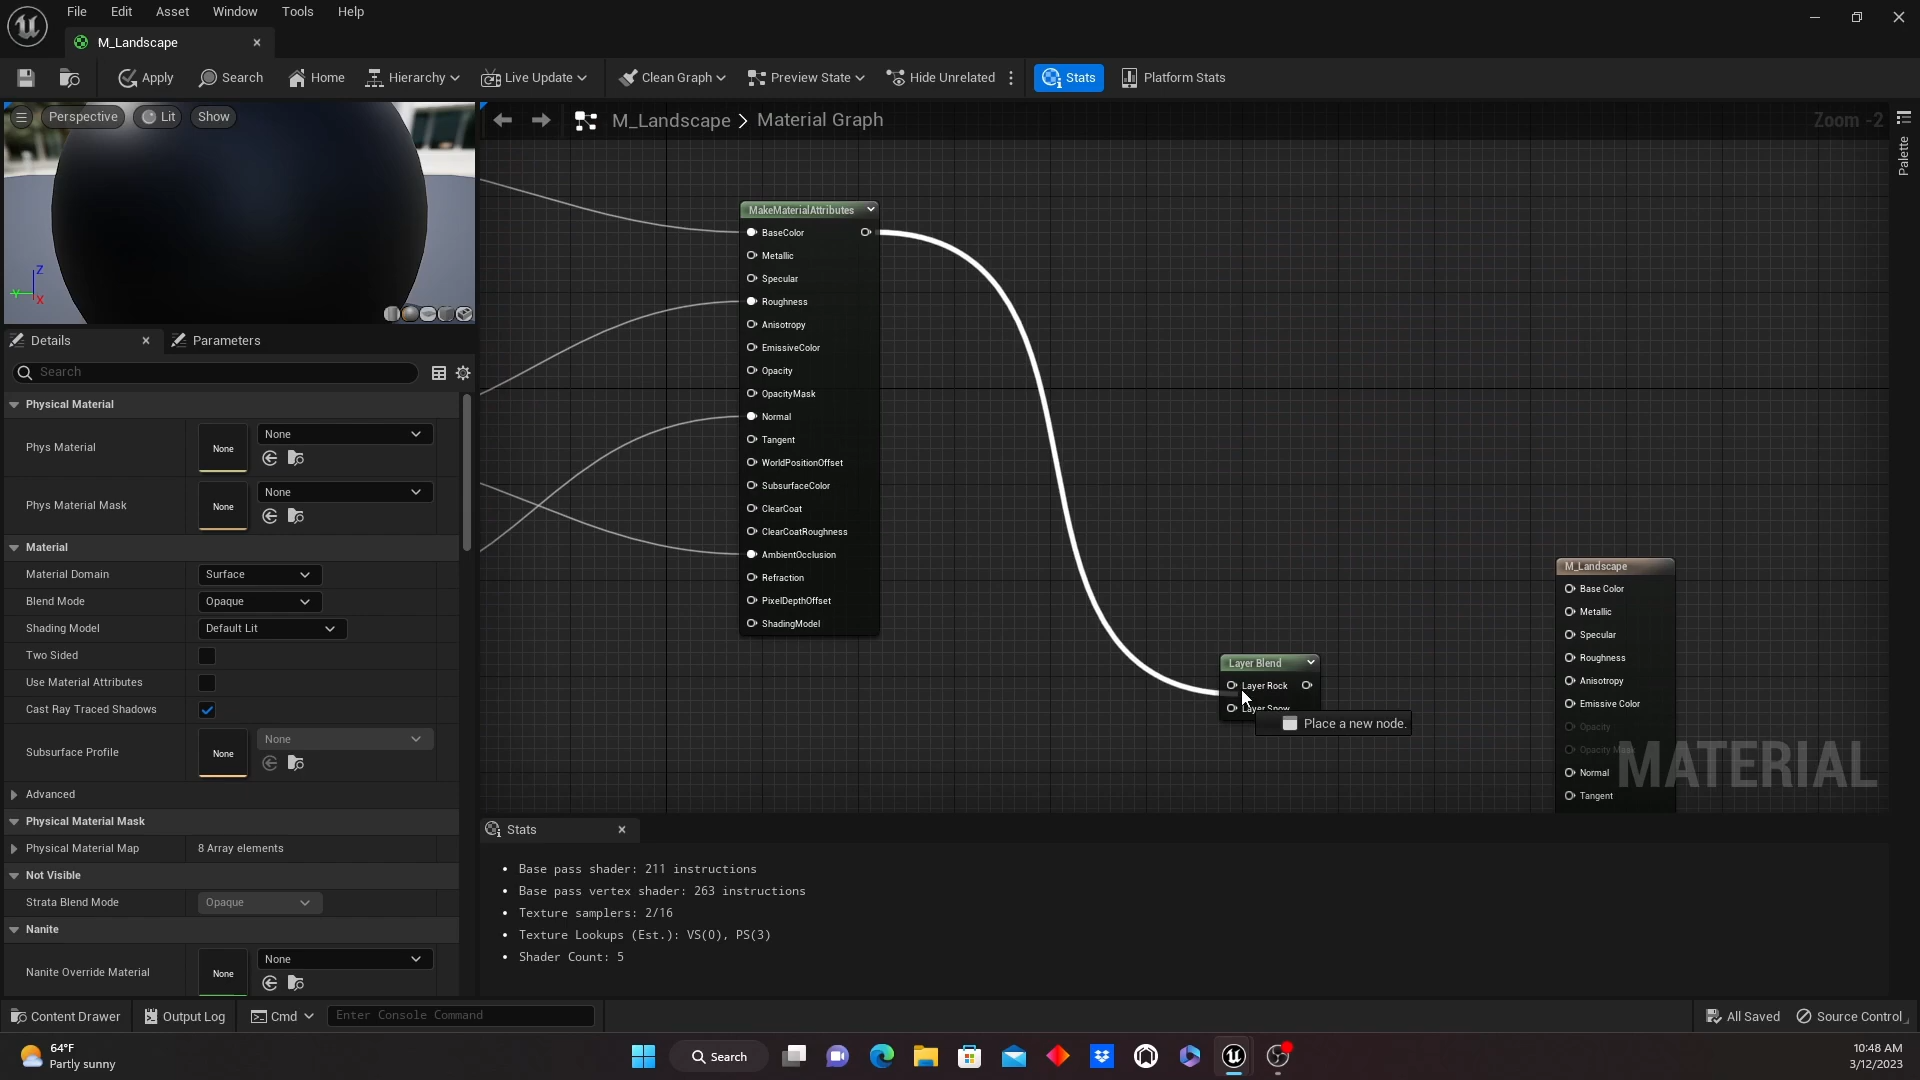 File Edit Asset Window Tools Help
M_Landscape
Apply Search Home Hierarchy Live Update Clean Graph Preview State Hide Unrelated Stats Platform Stats
Perspective Lit Show
M_Landscape > Material Graph
Zoom -2
Palette
Z
Y
X
MakeMaterialAttributes
BaseColor
Metallic
Specular
Roughness
Anisotropy
EmissiveColor
Opacity
OpacityMask
Normal
Tangent
WorldPositionOffset
SubsurfaceColor
ClearCoat
ClearCoatRoughness
AmbientOcclusion
Refraction
PixelDepthOffset
ShadingModel
Layer Blend
Layer Rock
Layer Snow
Place a new node.
M_Landscape
Base Color
Metallic
Specular
Roughness
Anisotropy
Emissive Color
Opacity
Opacity Mask
Normal
Tangent
MATERIAL
Details Parameters
Search
Physical Material
Phys Material None None
Phys Material Mask None None
Material
Material Domain Surface
Blend Mode Opaque
Shading Model Default Lit
Two Sided
Use Material Attributes
Cast Ray Traced Shadows
Subsurface Profile None None
Advanced
Physical Material Mask
Physical Material Map 8 Array elements
Not Visible
Strata Blend Mode Opaque
Nanite
Nanite Override Material None None
Stats
• Base pass shader: 211 instructions
• Base pass vertex shader: 263 instructions
• Texture samplers: 2/16
• Texture Lookups (Est.): VS(0), PS(3)
• Shader Count: 5
Content Drawer Output Log Cmd Enter Console Command All Saved Source Control
64°F
Partly sunny
Search
10:48 AM
3/12/2023